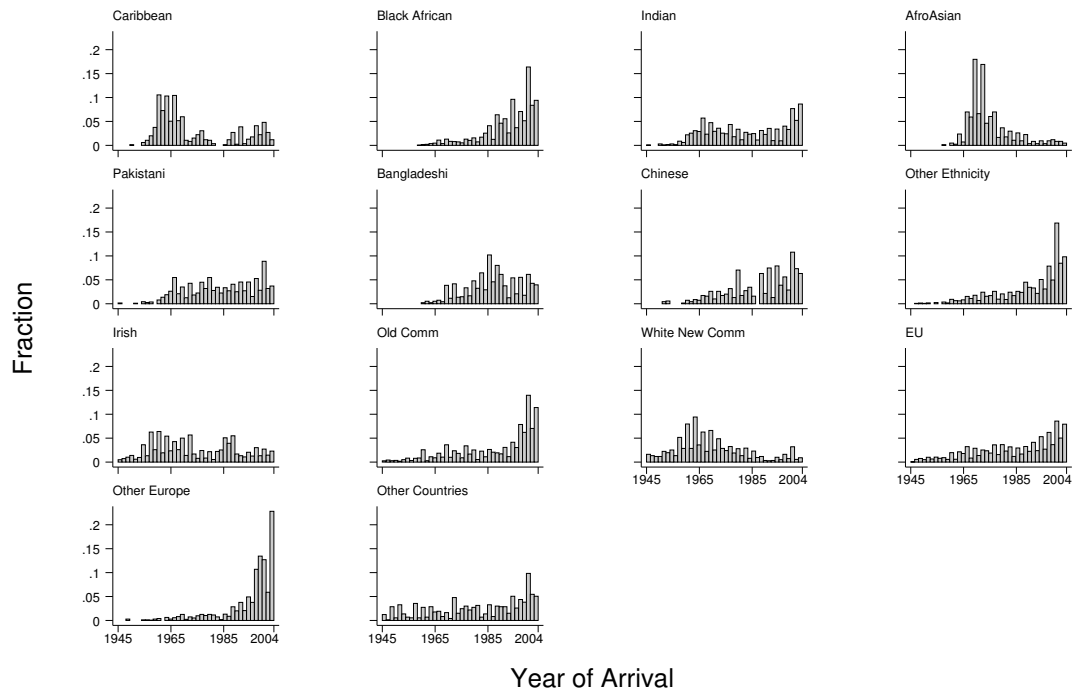 Caribbean Black African Indian AfroAsian
.2
.15
.1
.05
0
Pakistani Bangladeshi Chinese Other Ethnicity
.2
.15
.1
.05
0
Irish Old Comm White New Comm EU
.2
.15
.1
.05
0
1945 1965 1985 2004 1945 1965 1985 2004
Other Europe Other Countries
.2
.15
.1
.05
0
1945 1965 1985 2004 1945 1965 1985 2004
Fraction
Year of Arrival